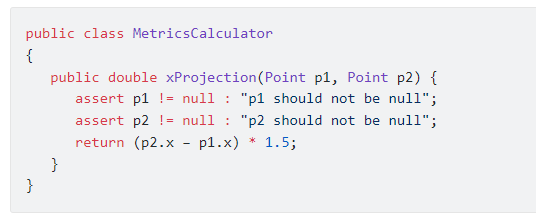 public class MetricsCalculator
{
public double xProjection(Point p1, Point p2) {
assert p1 != null : "p1 should not be null";
assert p2 != null : "p2 should not be null";
return (p2.x – p1.x) * 1.5;
}
}